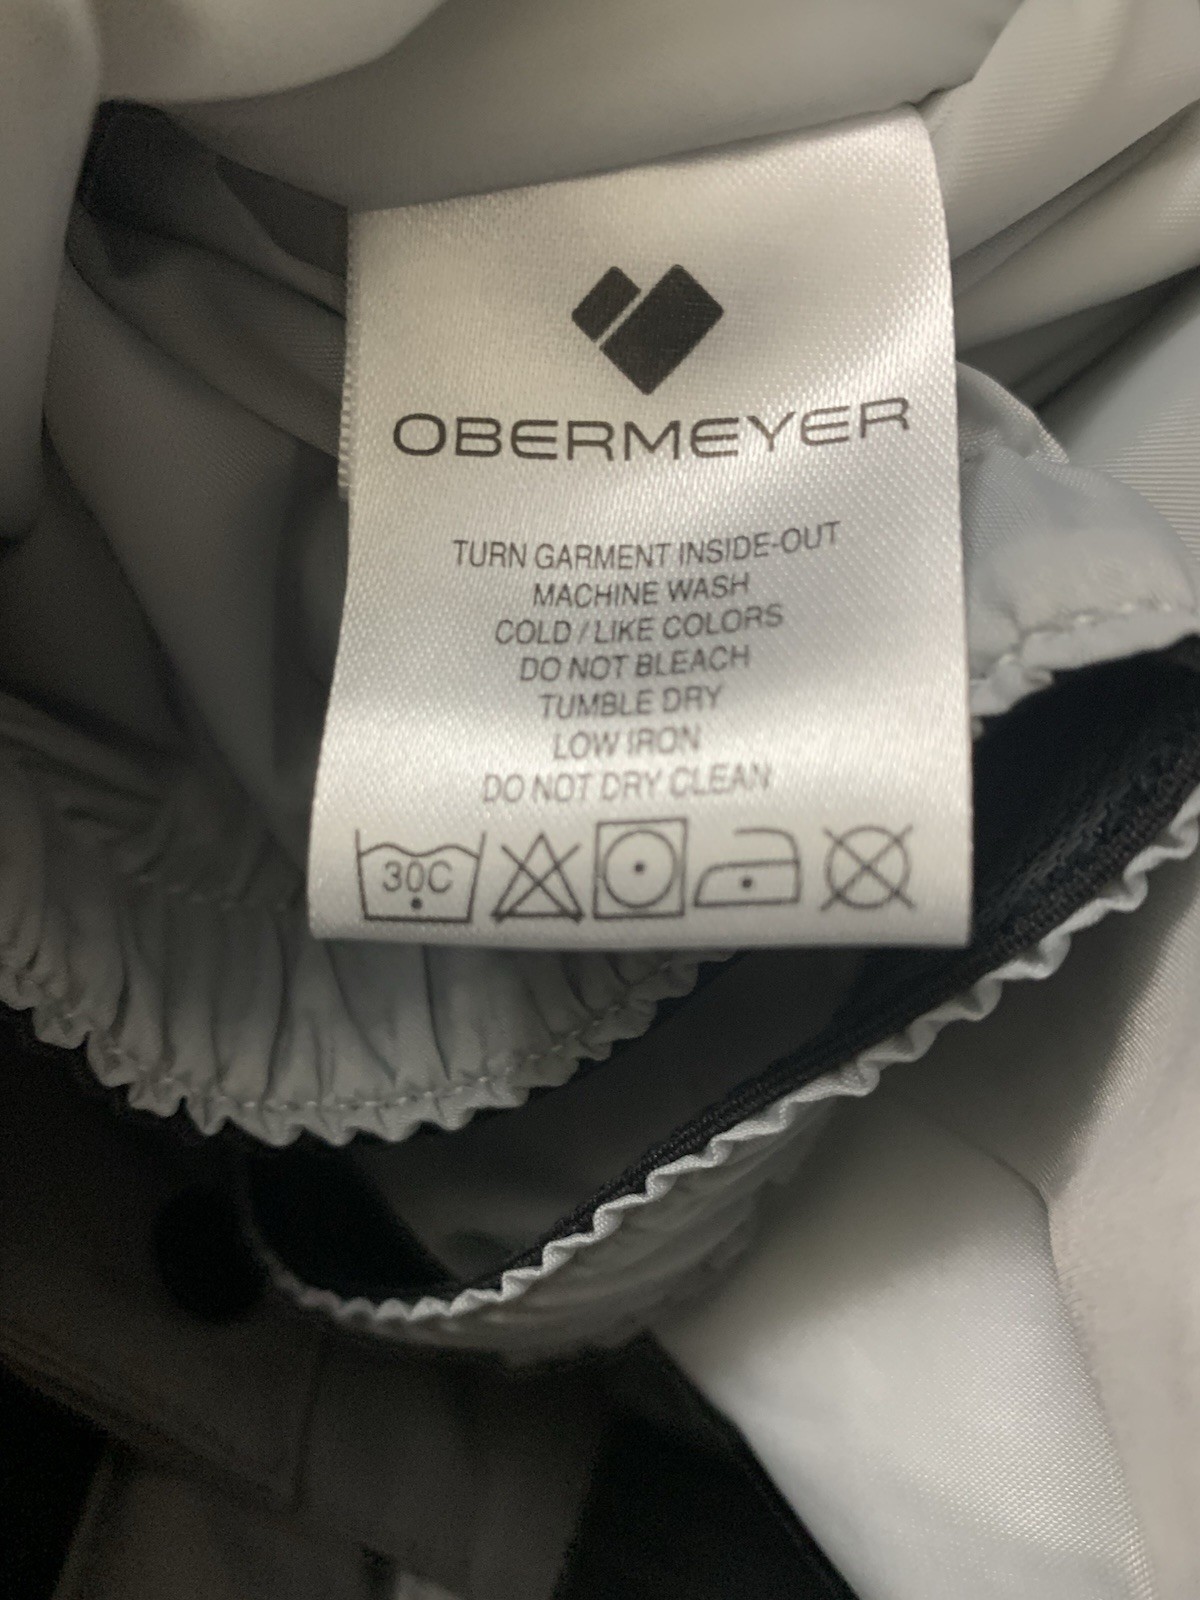 OBERMEYER
TURN GARMENT INSIDE-OUT
MACHINE WASH
COLD / LIKE COLORS
DO NOT BLEACH
TUMBLE DRY
LOW IRON
DO NOT DRY CLEAN
30C